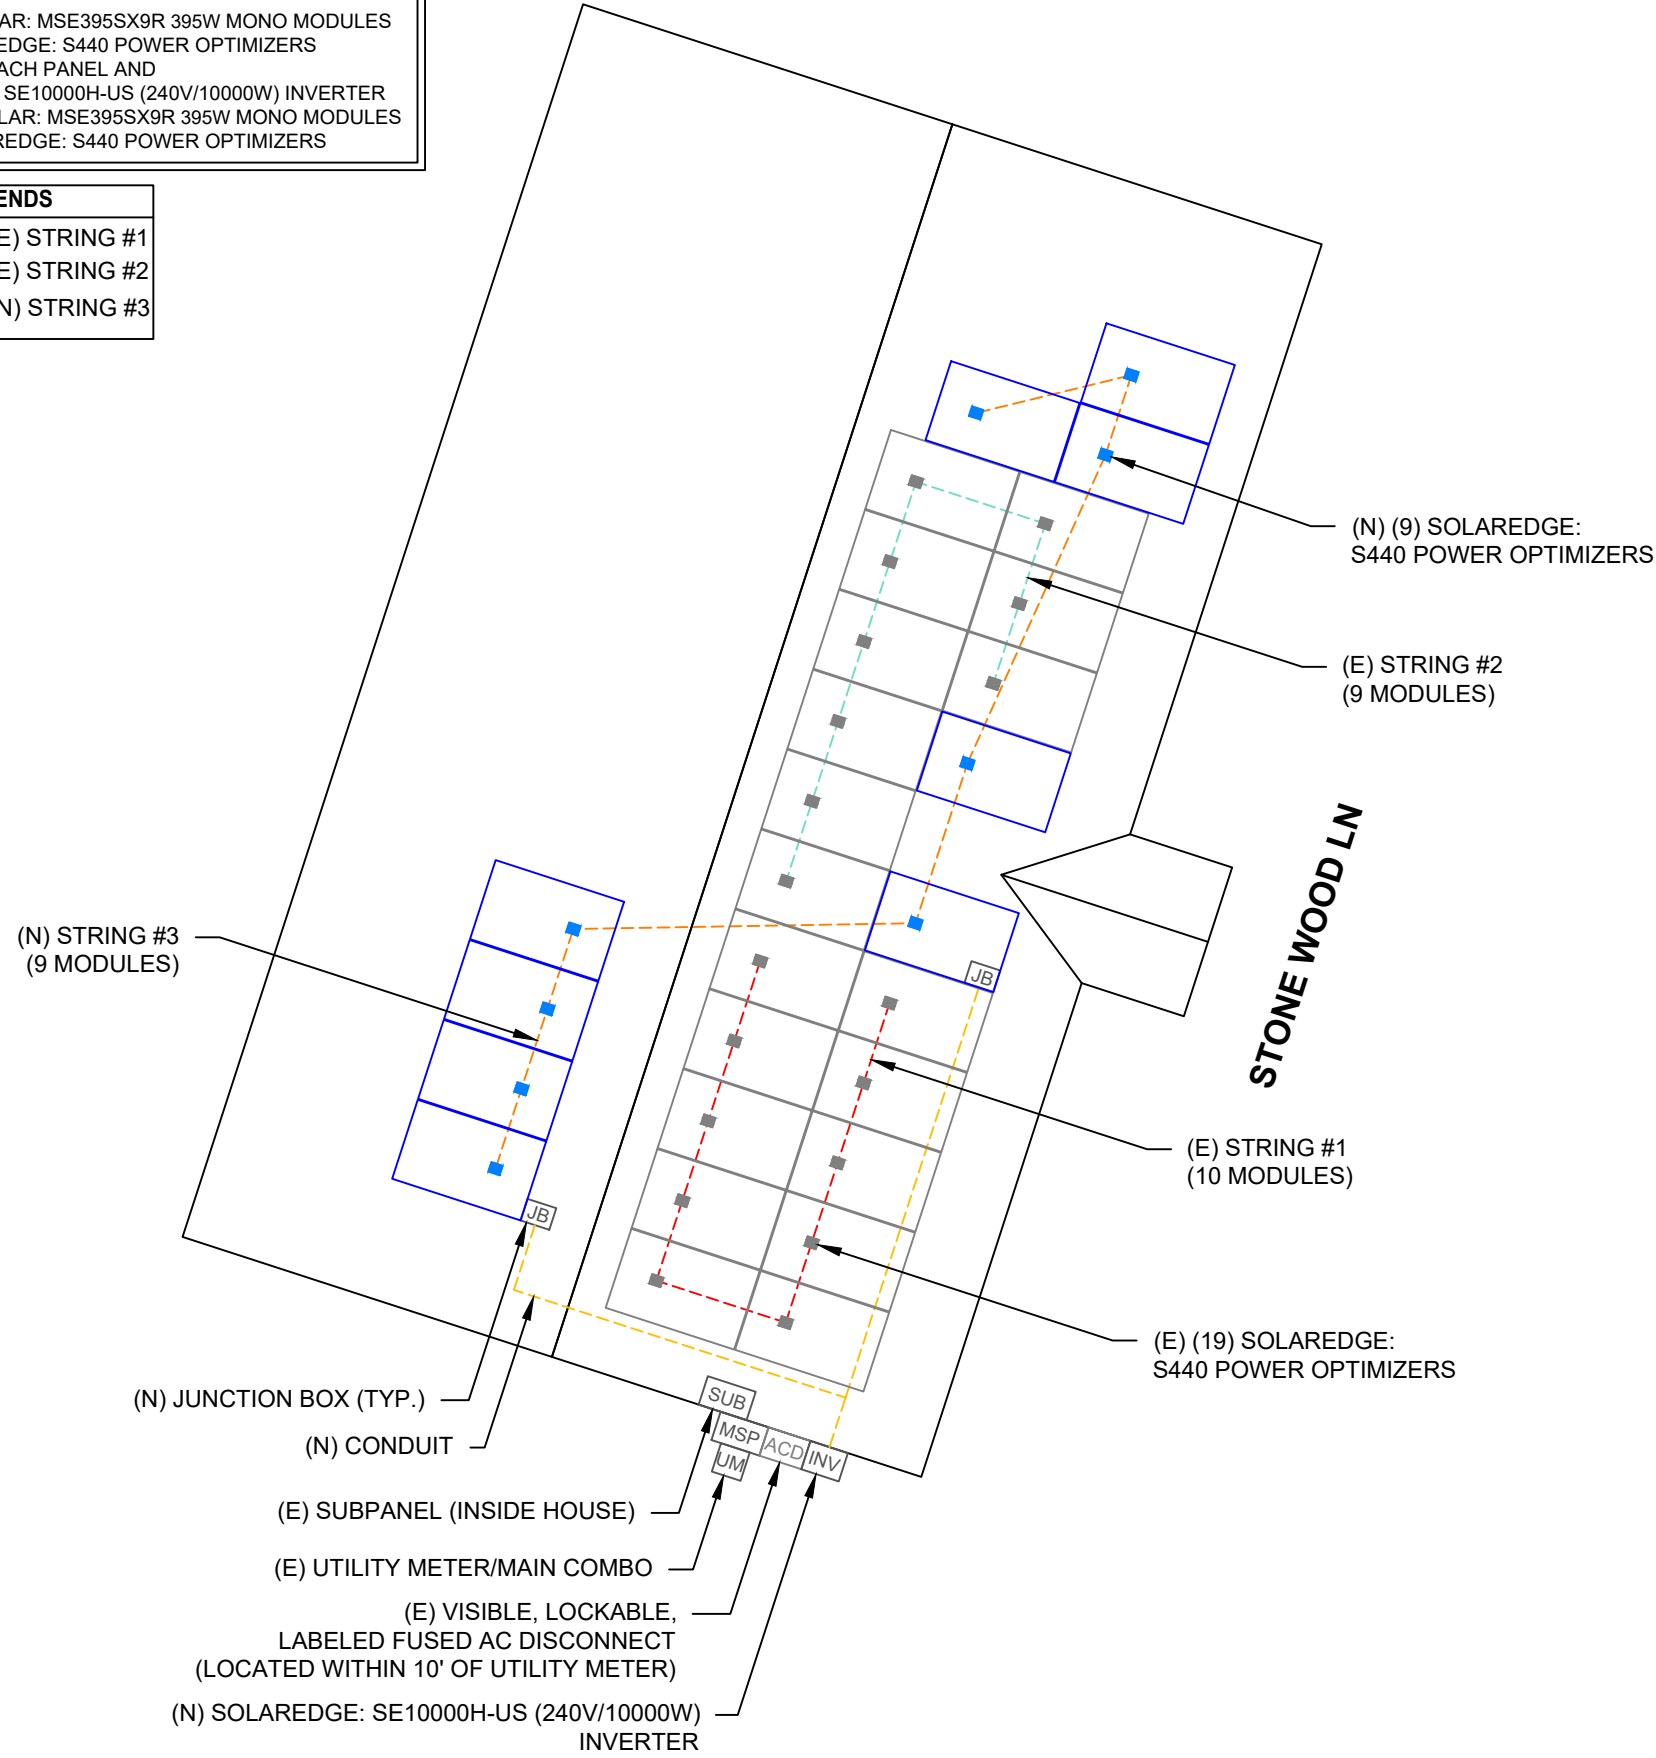 AR: MSE395SX9R 395W MONO MODULES
EDGE: S440 POWER OPTIMIZERS
ACH PANEL AND
SE10000H-US (240V/10000W) INVERTER
LAR: MSE395SX9R 395W MONO MODULES
REDGE: S440 POWER OPTIMIZERS
ENDS
E) STRING #1
E) STRING #2
N) STRING #3
(N) (9) SOLAREDGE:
S440 POWER OPTIMIZERS
(E) STRING #2
(9 MODULES)
STONE WOOD LN
(N) STRING #3
(9 MODULES)
JB
(E) STRING #1
(10 MODULES)
JB
(E) (19) SOLAREDGE:
S440 POWER OPTIMIZERS
(N) JUNCTION BOX (TYP.)
(N) CONDUIT
SUB
MSP
ACD
INV
UM
(E) SUBPANEL (INSIDE HOUSE)
(E) UTILITY METER/MAIN COMBO
(E) VISIBLE, LOCKABLE,
LABELED FUSED AC DISCONNECT
(LOCATED WITHIN 10' OF UTILITY METER)
(N) SOLAREDGE: SE10000H-US (240V/10000W)
INVERTER